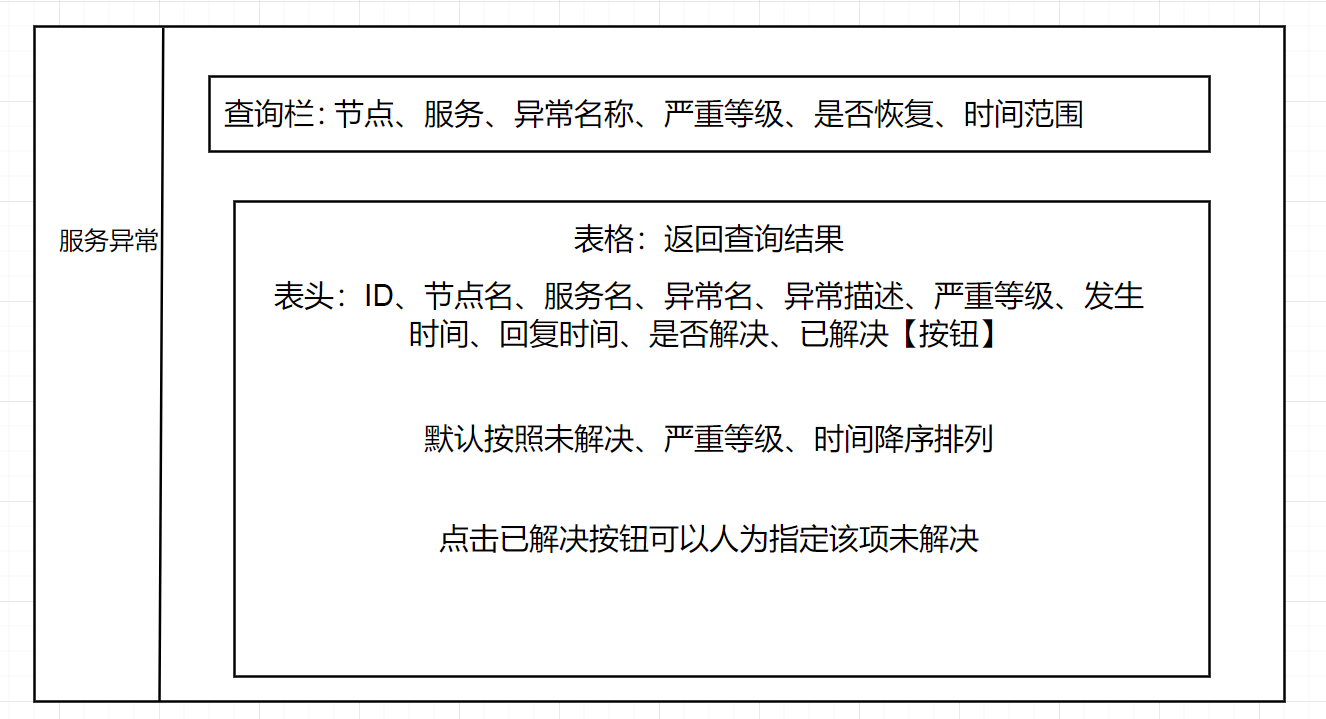 查询栏: 节点、服务、异常名称、严重等级、是否恢复、时间范围
服务异常
表格：返回查询结果
表头：ID、节点名、服务名、异常名、异常描述、严重等级、发生
时间、回复时间、是否解决、已解决【按钮】
默认按照未解决、严重等级、时间降序排列
点击已解决按钮可以人为指定该项未解决